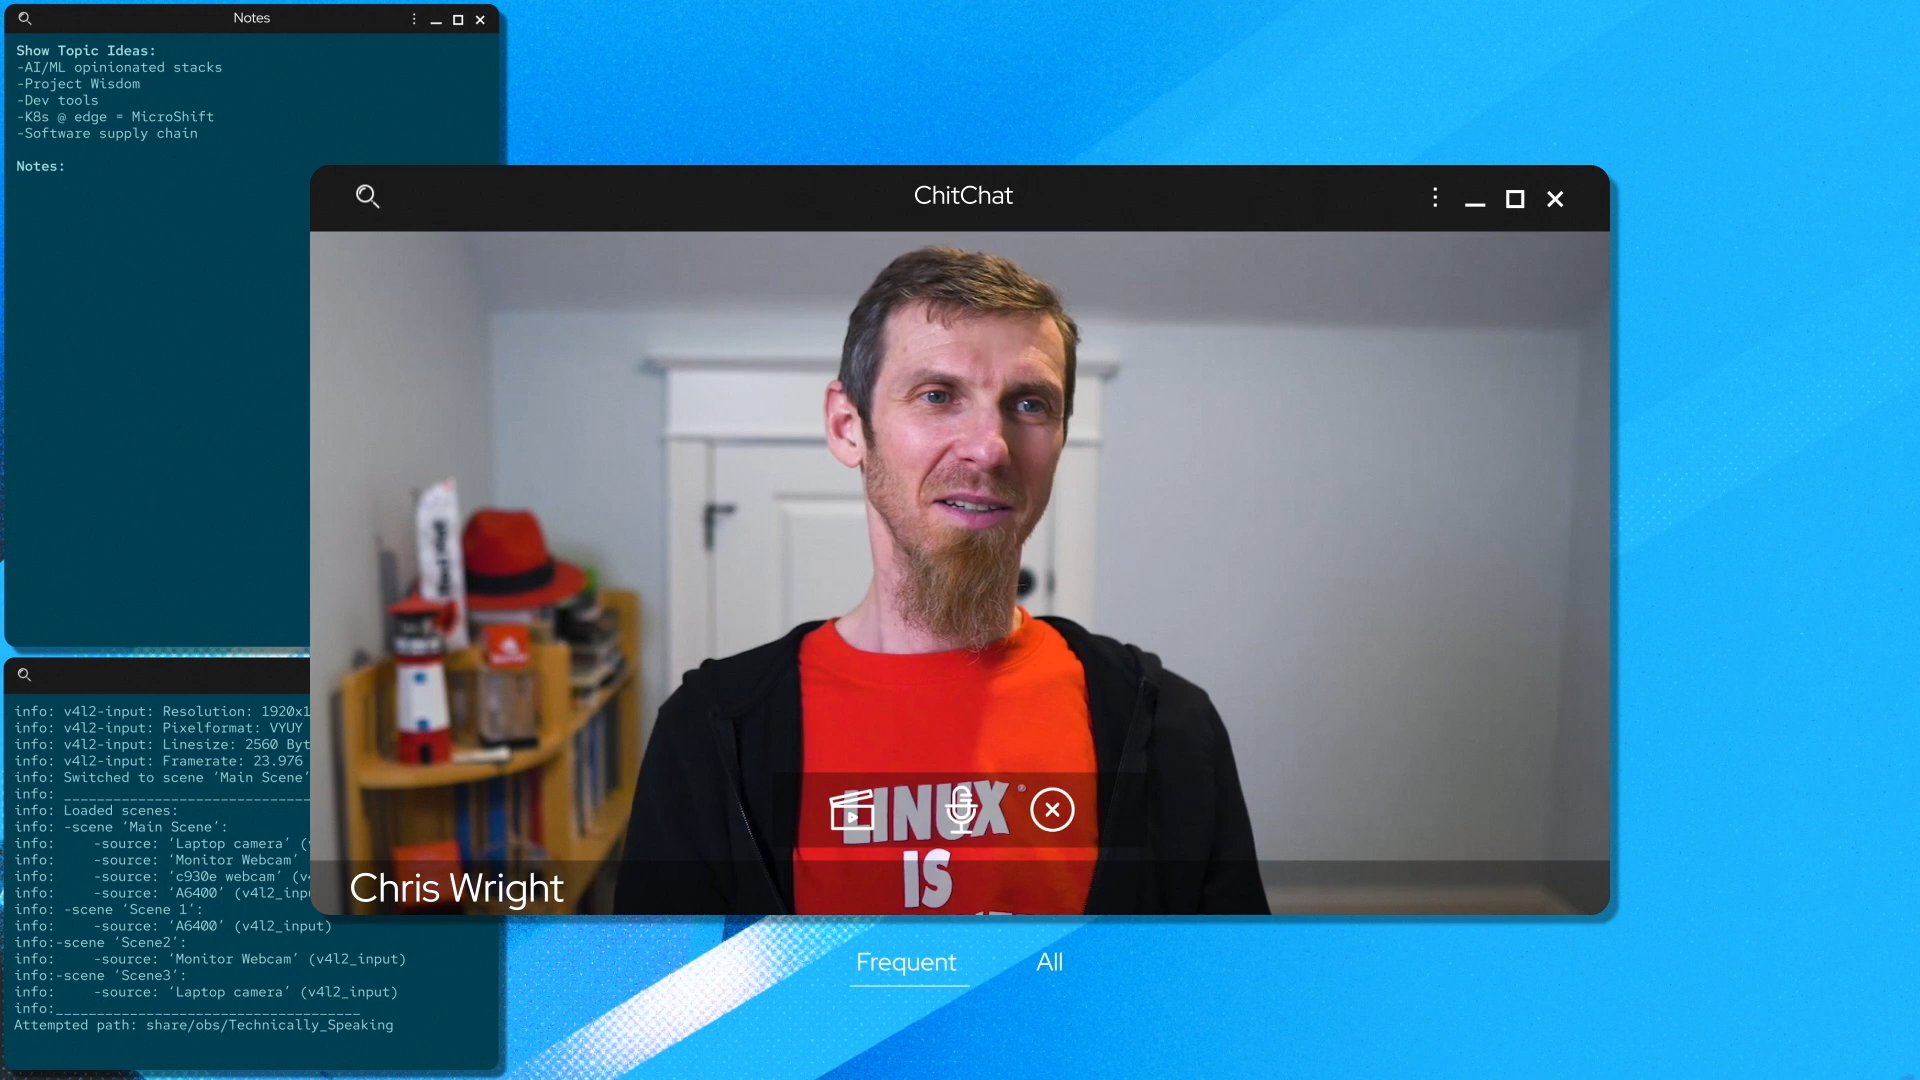 Notes
Show Topic Ideas:
-AI/ML opinionated stacks
-Project Wisdom
-Dev tools
-K8s @ edge = MicroShift
-Software supply chain
Notes:
ChitChat
LINUX
IS
Chris Wright
Frequent
All
info: v4l2-input: Resolution: 1920x1
info: v4l2-input: Pixelformat: VYUY
info: v4l2-input: Linesize: 2560 Byt
info: v4l2-input: Framerate: 23.976
info: Switched to scene ‘Main Scene’
info: ______________________________
info: Loaded scenes:
info: -scene ‘Main Scene’:
info: -source: ‘Laptop camera’ (v
info: -source: ‘Monitor Webcam’
info: -source: ‘c930e webcam’ (v4
info: -source: ‘A6400’ (v4l2_inp
info: -scene ‘Scene 1’:
info: -source: ‘A6400’ (v4l2_input)
info:-scene ‘Scene2’:
info: -source: ‘Monitor Webcam’ (v4l2_input)
info:-scene ‘Scene3’:
info: -source: ‘Laptop camera’ (v4l2_input)
info:_____________________________________
Attempted path: share/obs/Technically_Speaking